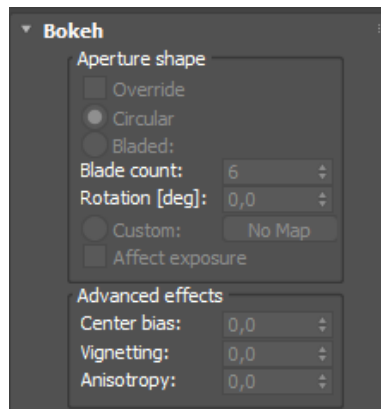 Bokeh
Aperture shape
Override
Circular
Bladed:
Blade count: 6
Rotation [deg]: 0,0
Custom: No Map
Affect exposure
Advanced effects
Center bias: 0,0
Vignetting: 0,0
Anisotropy: 0,0